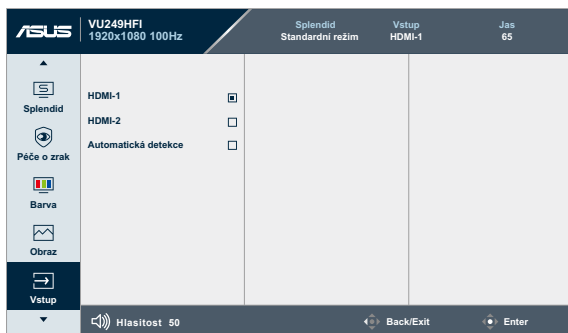 ASUS
VU249HFI
1920x1080 100Hz
Splendid
Standardní režim
Vstup
HDMI-1
Jas
65
Splendid
Péče o zrak
Barva
Obraz
Vstup
HDMI-1
HDMI-2
Automatická detekce
Hlasitost 50
Back/Exit
Enter